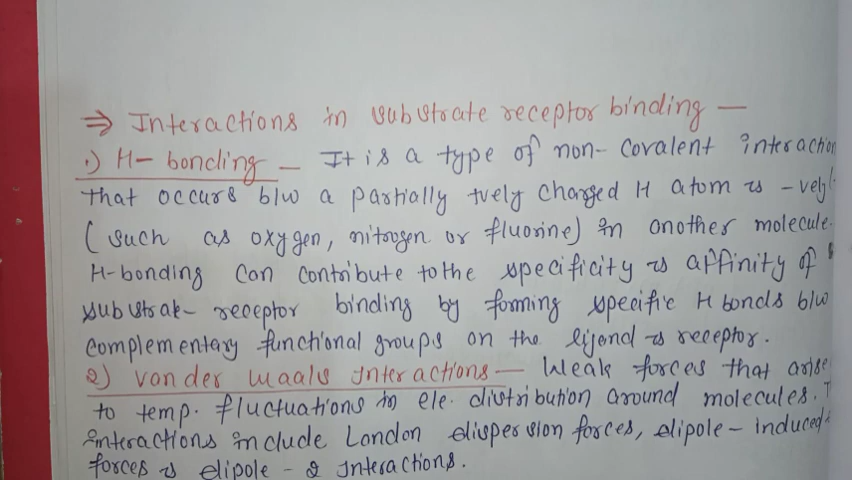 ⇒ Interactions in substrate receptor binding —
1) H-bonding — It is a type of non-covalent interaction
that occurs b/w a partially +vely charged H atom & -vely
(such as oxygen, nitrogen or fluorine) in another molecule.
H-bonding can contribute to the specificity & affinity of
substrate-receptor binding by forming specific H bonds b/w
complementary functional groups on the ligand & receptor.
2) van der waals interactions — Weak forces that arise
to temp. fluctuations in ele. distribution around molecules.
interactions include London dispersion forces, dipole-induced
forces & dipole - 2 interactions.